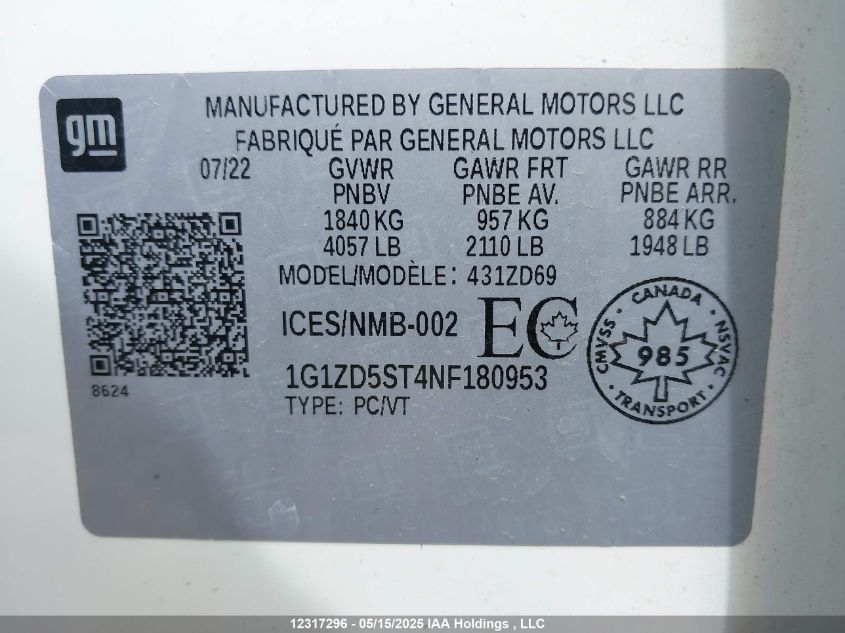 gm
MANUFACTURED BY GENERAL MOTORS LLC
FABRIQUÉ PAR GENERAL MOTORS LLC
07/22 GVWR GAWR FRT GAWR RR
PNBV PNBE AV. PNBE ARR.
1840 KG 957 KG 884 KG
4057 LB 2110 LB 1948 LB
MODEL/MODÈLE: 431ZD69
ICES/NMB-002 EC
CANADA
CMVSS 985 NSVAC
TRANSPORT
8624
1G1ZD5ST4NF180953
TYPE: PC/VT
12317296 - 05/15/2025 IAA Holdings , LLC